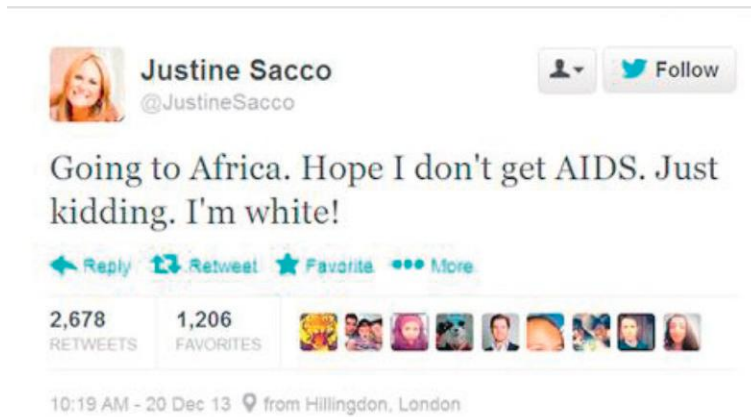 Justine Sacco
@JustineSacco
Follow
Going to Africa. Hope I don't get AIDS. Just
kidding. I'm white!
Reply Retweet Favorite More
2,678 1,206
RETWEETS FAVORITES
10:19 AM - 20 Dec 13 from Hillingdon, London